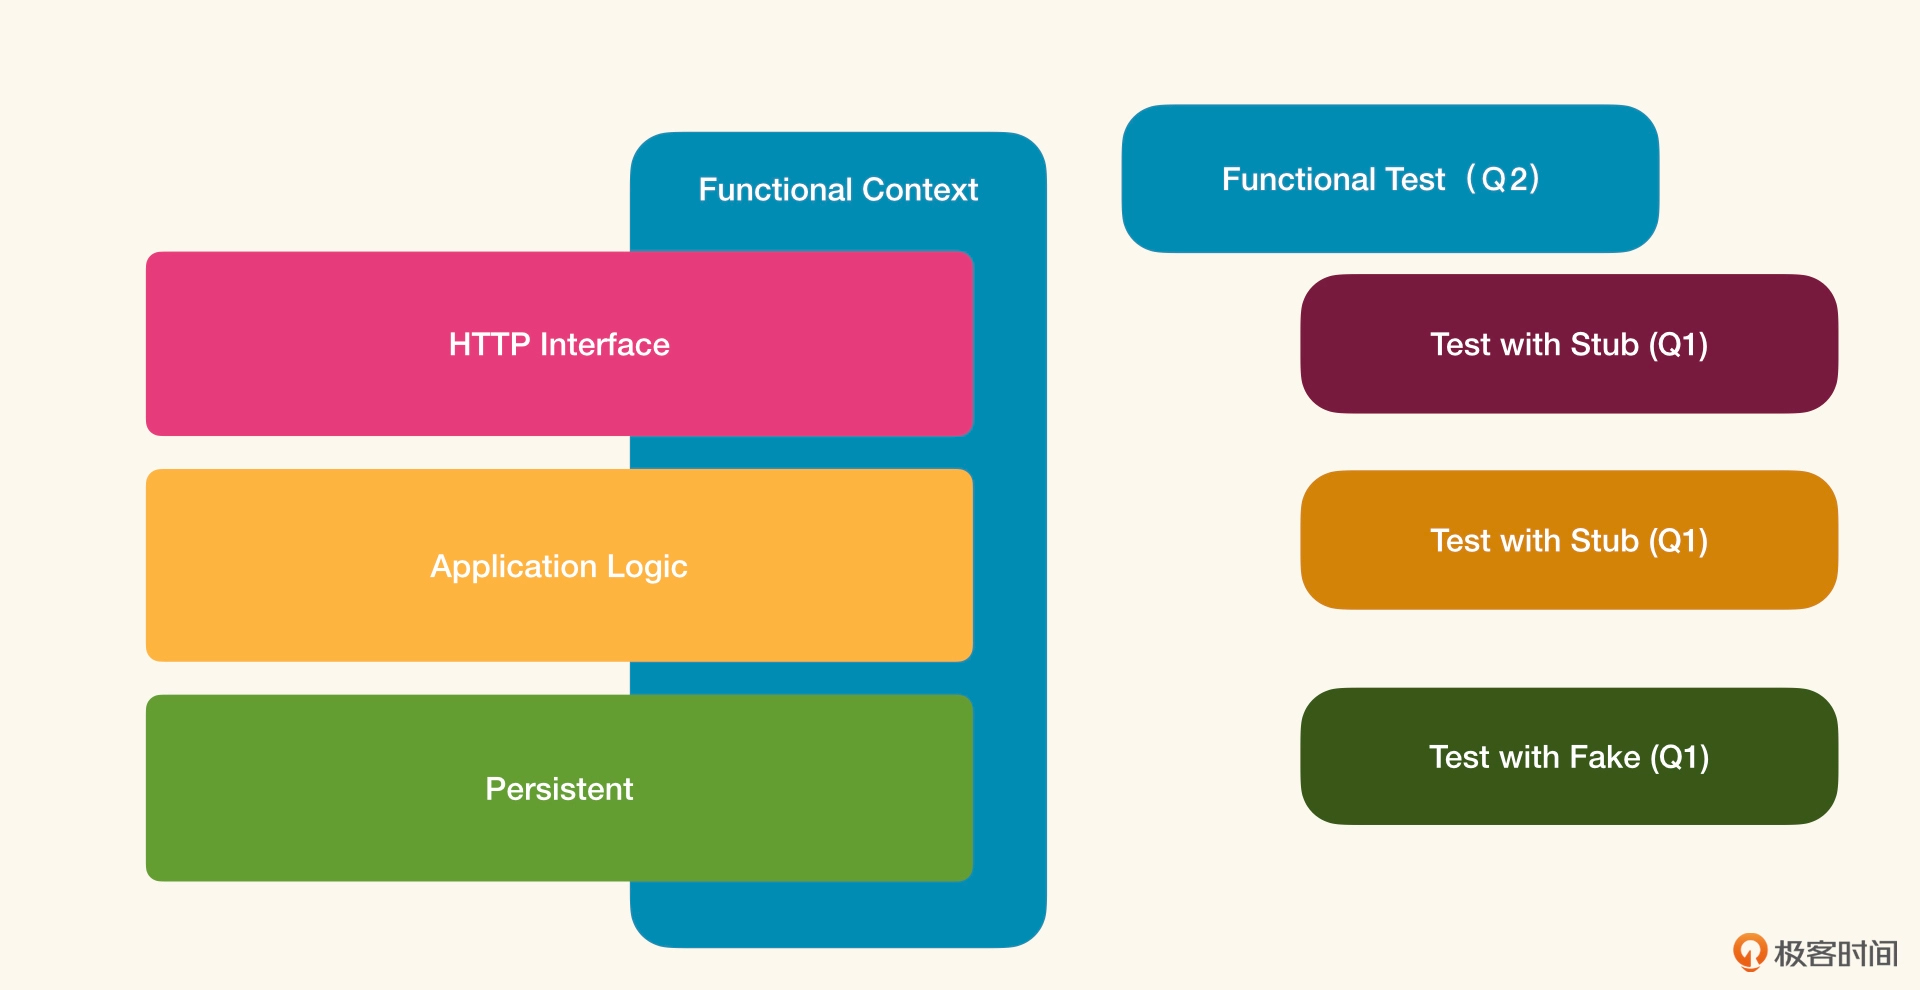 Functional Context
Functional Test（Q2）
HTTP Interface
Test with Stub (Q1)
Application Logic
Test with Stub (Q1)
Persistent
Test with Fake (Q1)
极客时间